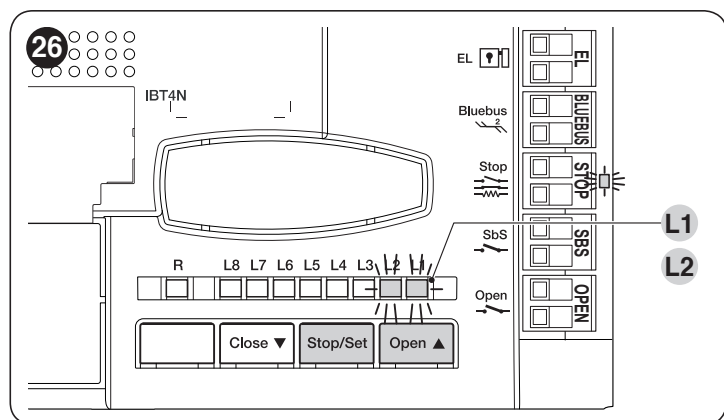 26
IBT4N
EL
EL
Bluebus
2
BLUEBUS
Stop
STOP
SbS
SBS
Open
OPEN
L1
L2
R L8 L7 L6 L5 L4 L3 L2 L1
Close ▼ Stop/Set Open ▲